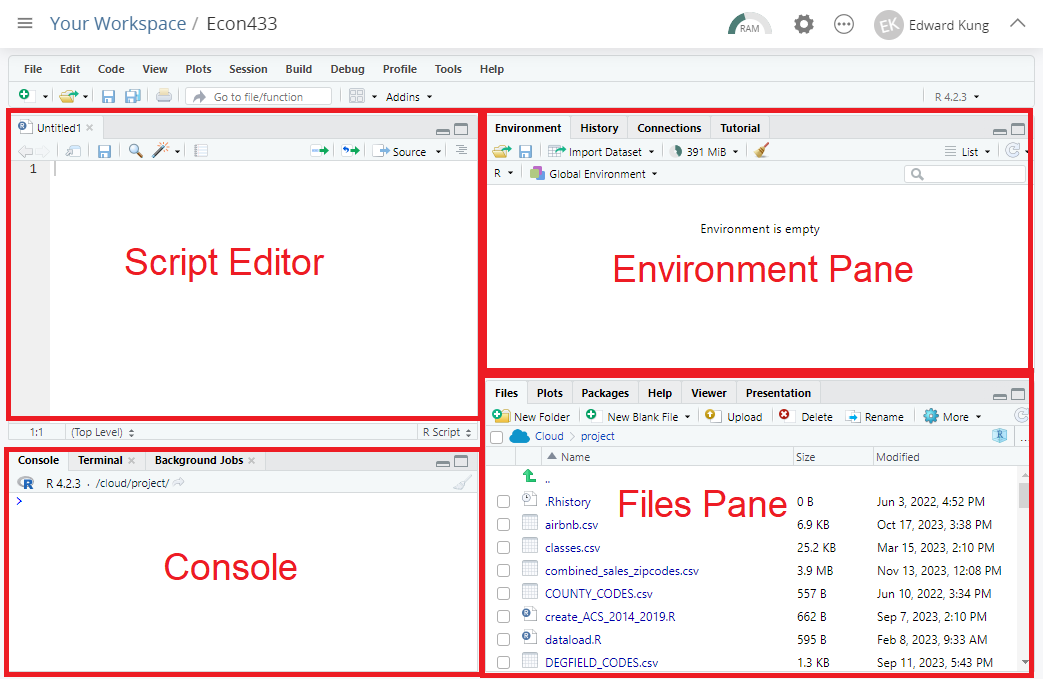 Your Workspace / Econ433
RAM
EK Edward Kung
File Edit Code View Plots Session Build Debug Profile Tools Help
Go to file/function
Addins
R 4.2.3
Untitled1
Source
1
Script Editor
1:1 (Top Level) R Script
Console Terminal Background Jobs
R 4.2.3 · /cloud/project/
>
Console
Environment History Connections Tutorial
Import Dataset 391 MiB List
R Global Environment
Environment is empty
Environment Pane
Files Plots Packages Help Viewer Presentation
New Folder New Blank File Upload Delete Rename More
Cloud project R ...
Name Size Modified
..
.Rhistory 0 B Jun 3, 2022, 4:52 PM
Files Pane
airbnb.csv 6.9 KB Oct 17, 2023, 3:38 PM
classes.csv 25.2 KB Mar 15, 2023, 2:10 PM
combined_sales_zipcodes.csv 3.9 MB Nov 13, 2023, 12:08 PM
COUNTY_CODES.csv 557 B Jun 10, 2022, 3:34 PM
create_ACS_2014_2019.R 662 B Sep 7, 2023, 2:10 PM
dataload.R 595 B Feb 8, 2023, 9:33 AM
DEGFIELD_CODES.csv 1.3 KB Sep 11, 2023, 5:43 PM